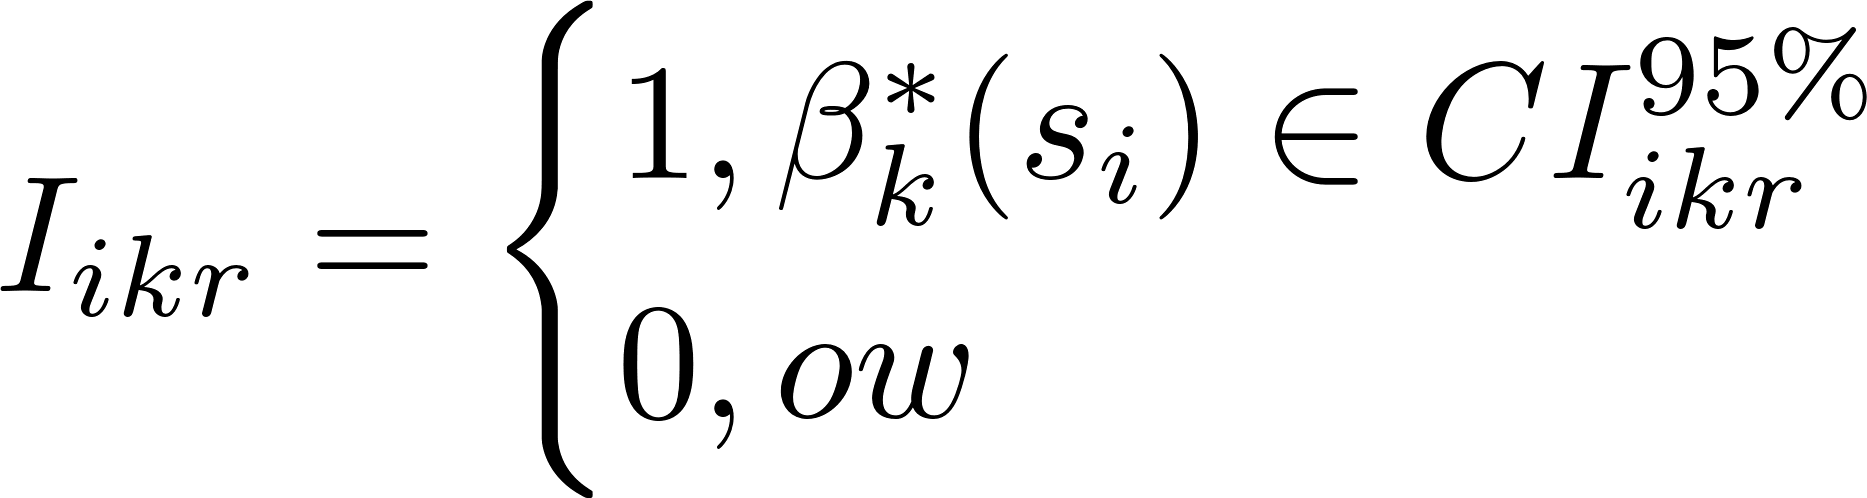 I_{ikr} = \begin{cases} 1, \beta_k^*(s_i) \in CI_{ikr}^{95\%} \\ 0, ow \end{cases}